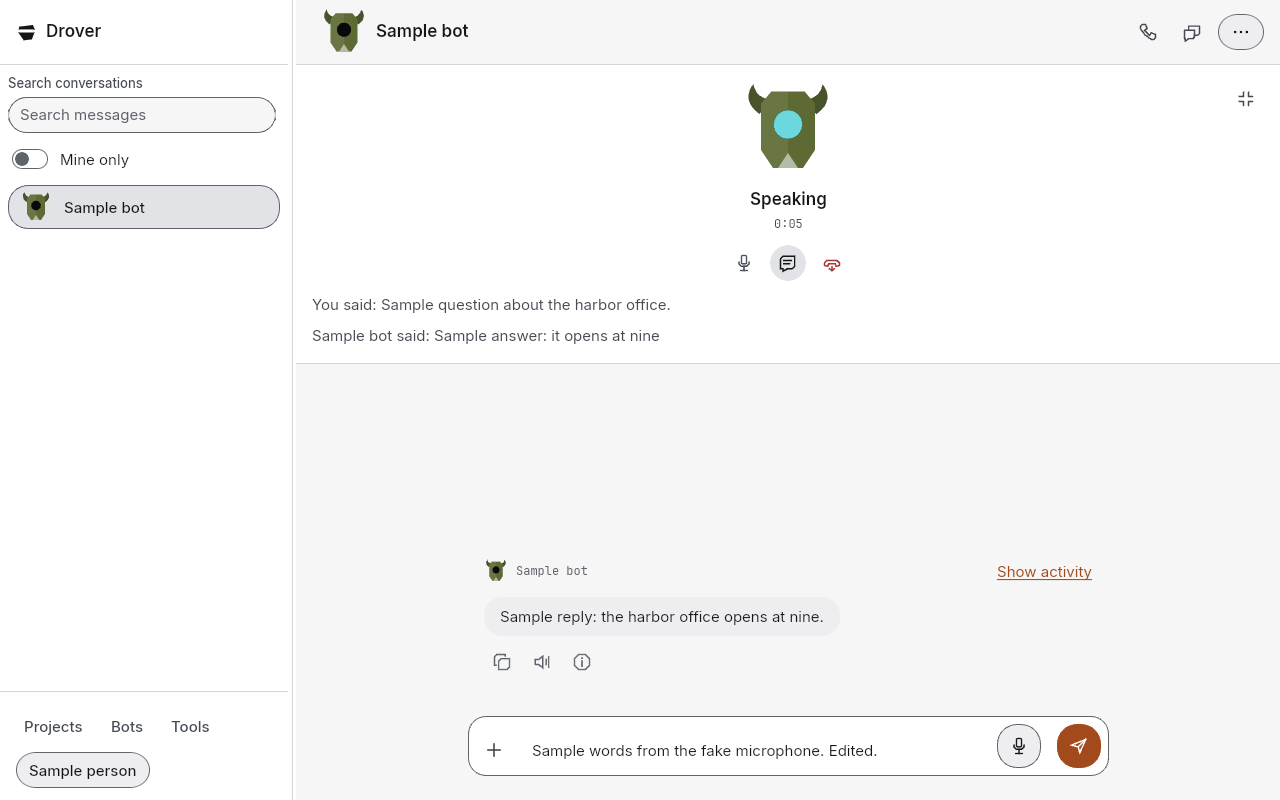 Drover
Search conversations
Search messages
Mine only
Sample bot
Projects
Bots
Tools
Sample person
Sample bot
Speaking
0:05
You said: Sample question about the harbor office.
Sample bot said: Sample answer: it opens at nine
Sample bot
Show activity
Sample reply: the harbor office opens at nine.
Sample words from the fake microphone. Edited.